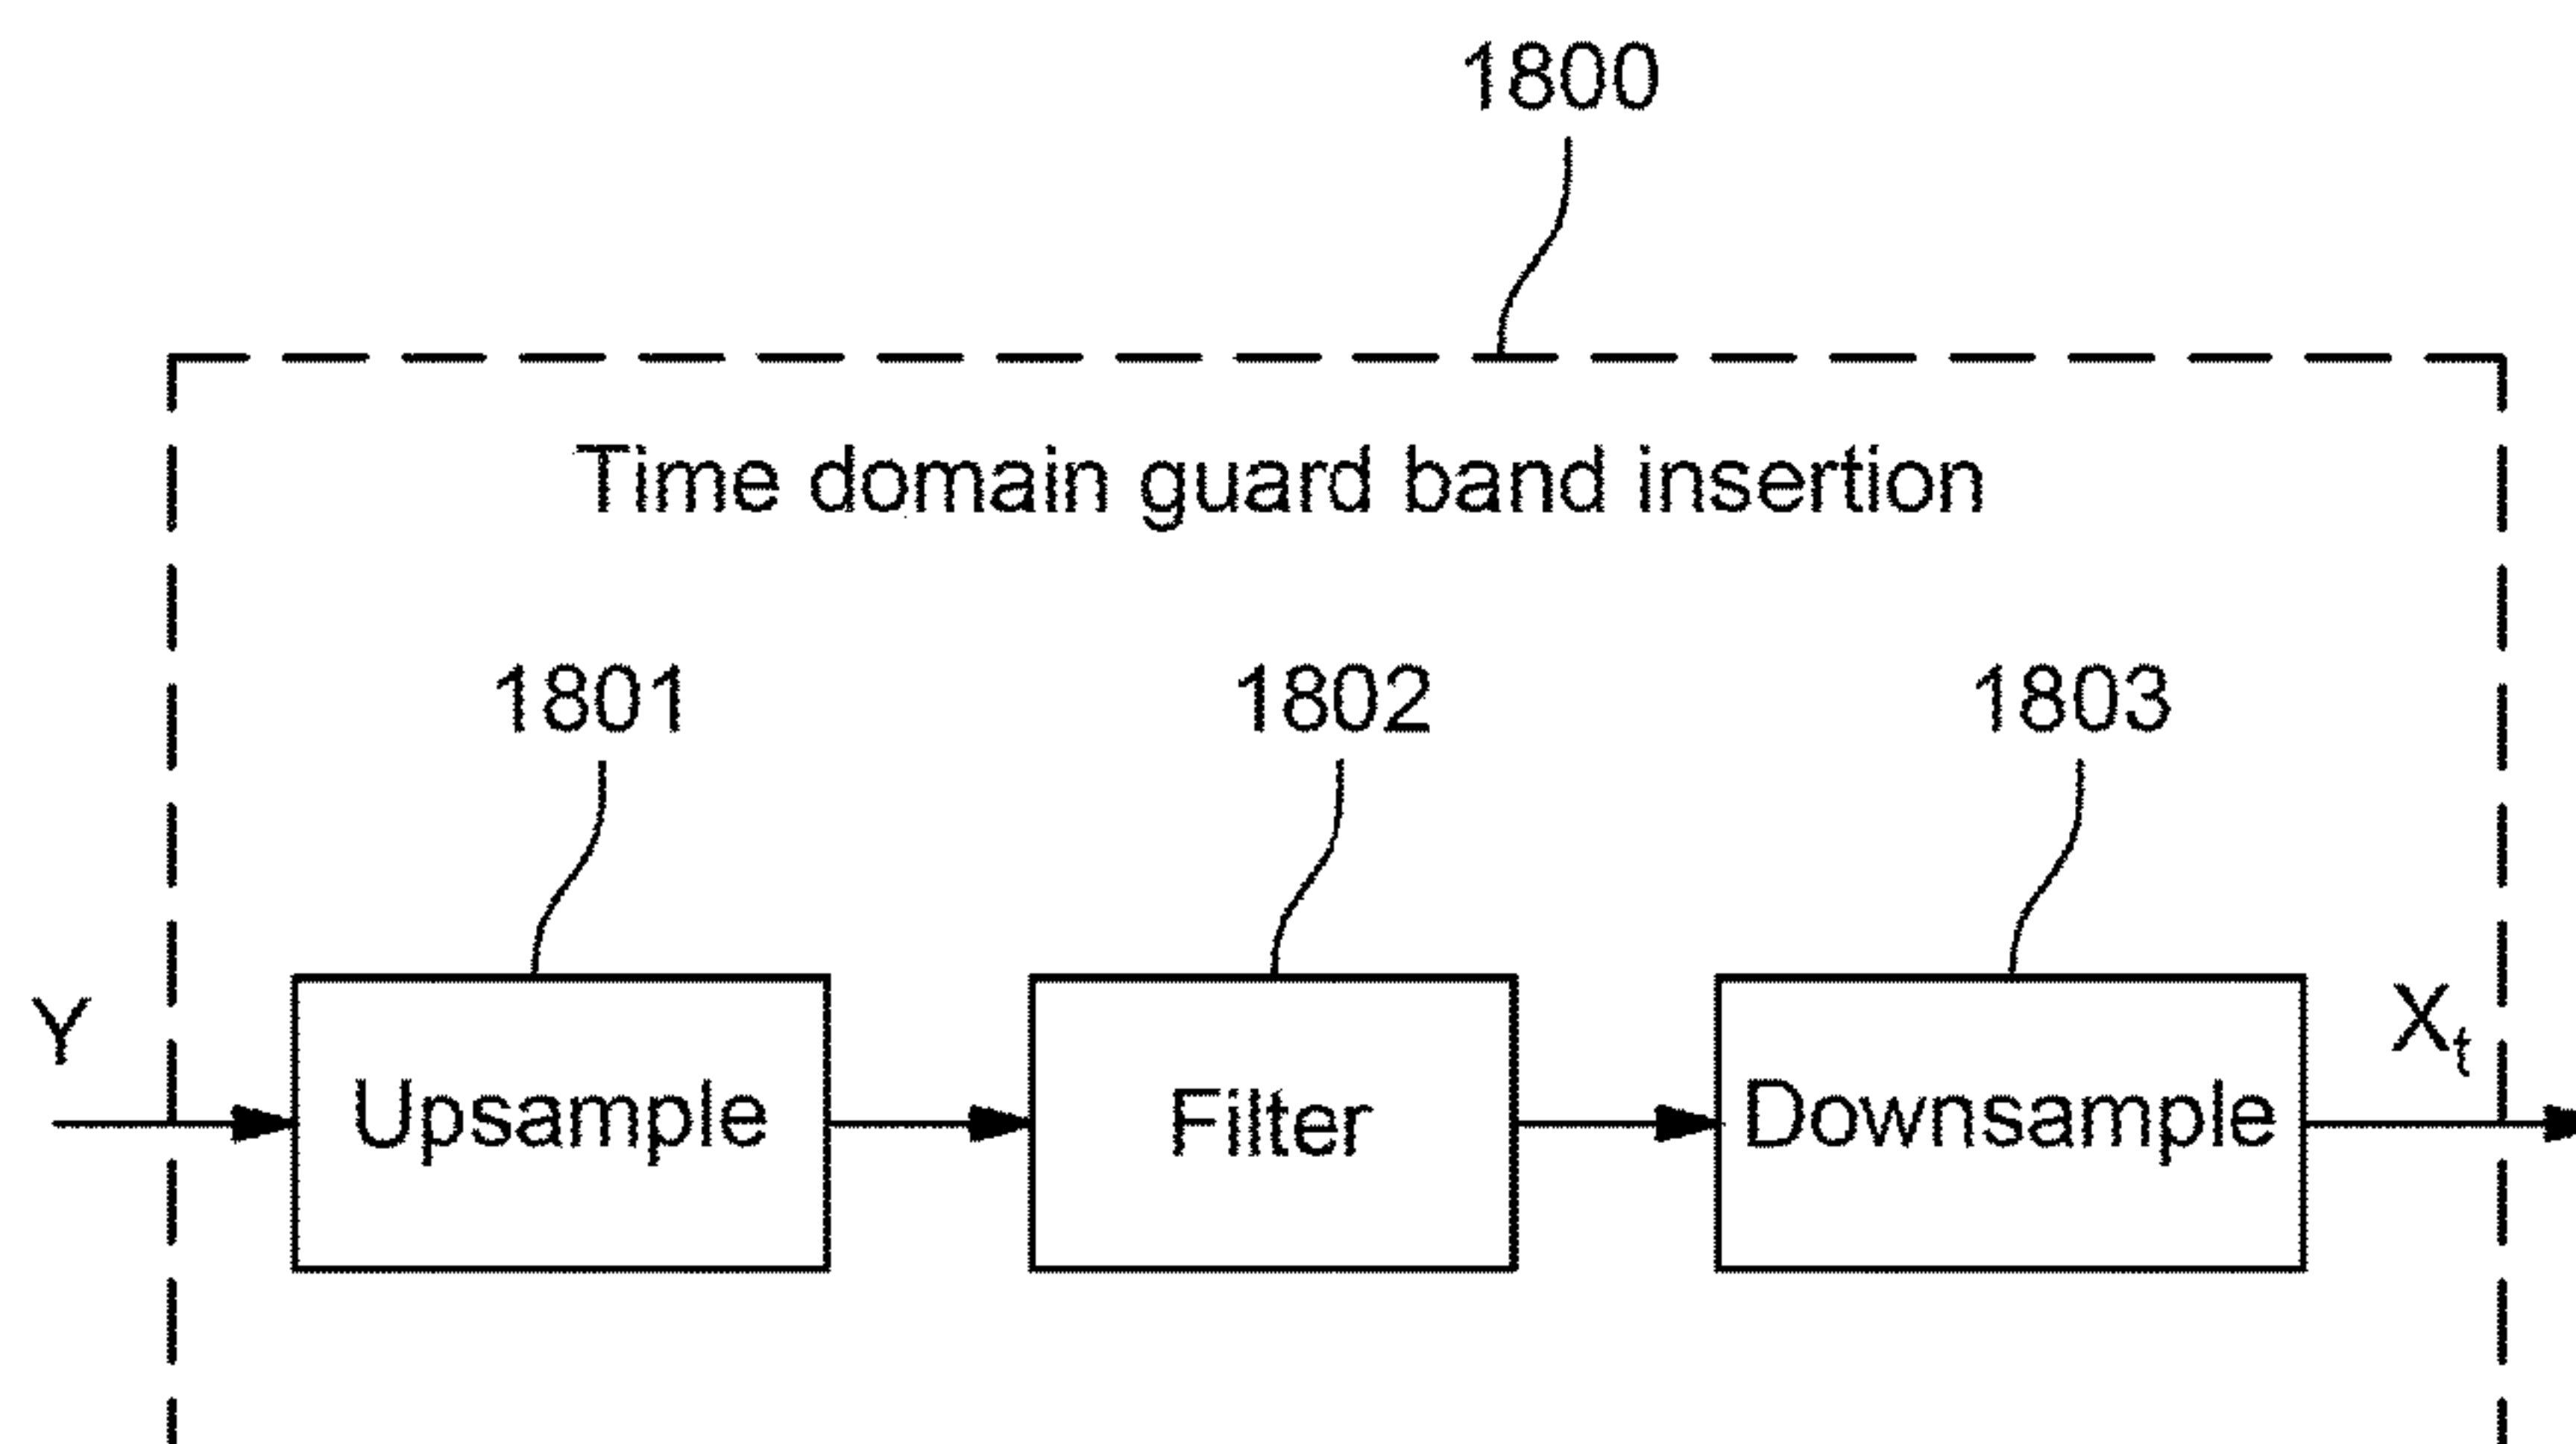 1800
Time domain guard band insertion
1801 1802 1803
Y Xt
Upsample Filter Downsample